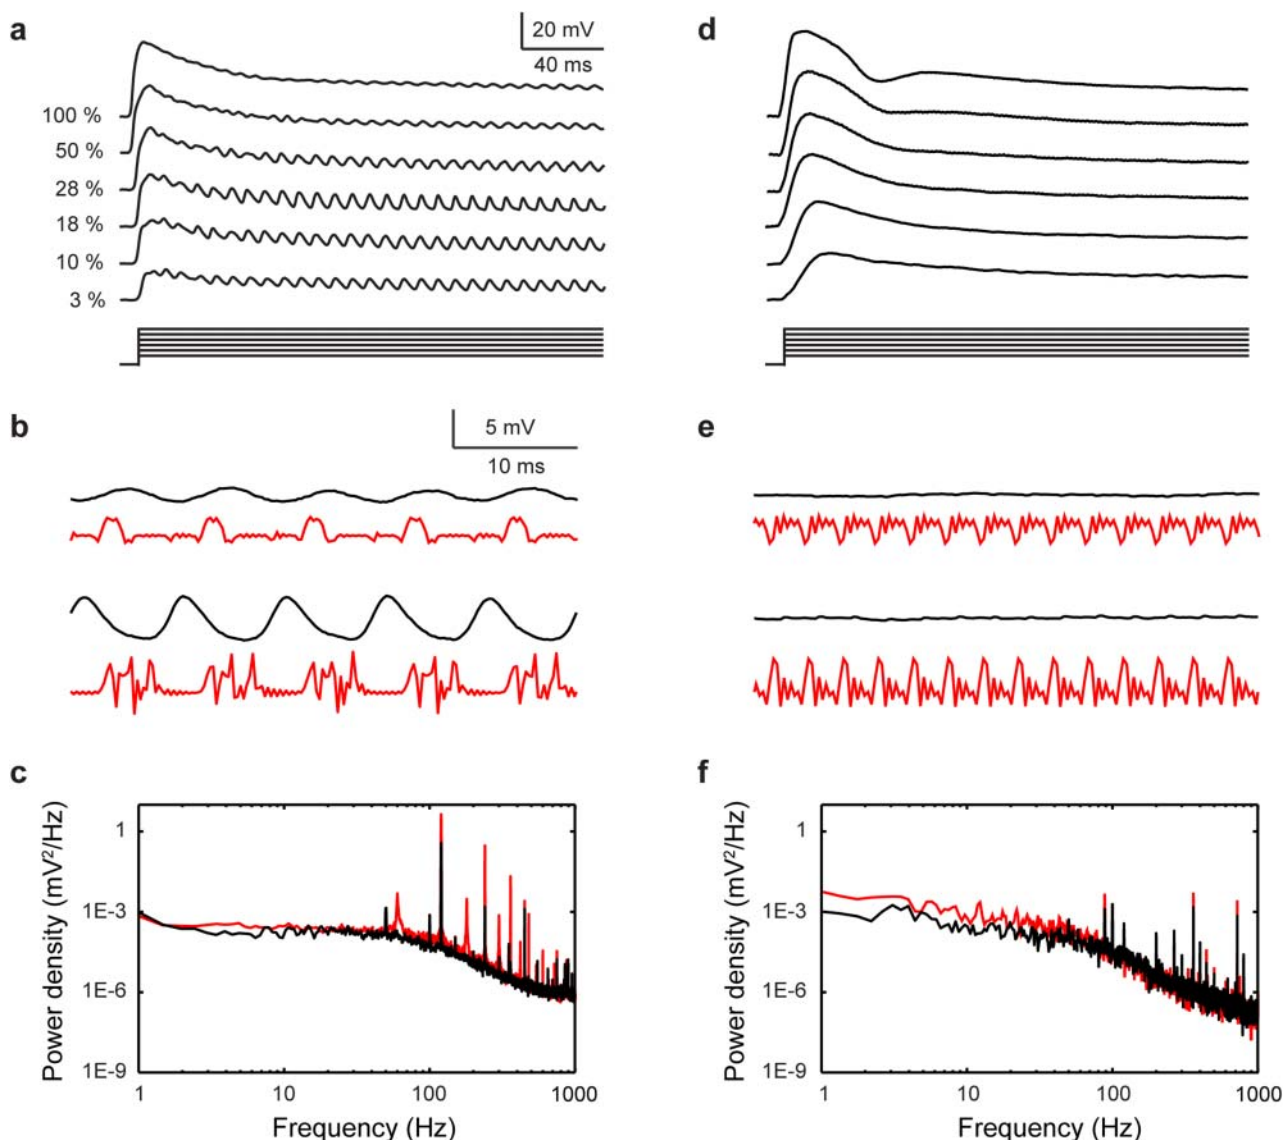 a
20 mV
40 ms
100 %
50 %
28 %
18 %
10 %
3 %
d
b
5 mV
10 ms
e
c
Power density (mV²/Hz)
1
1E-3
1E-6
1E-9
1 10 100 1000
Frequency (Hz)
f
Power density (mV²/Hz)
1
1E-3
1E-6
1E-9
1 10 100 1000
Frequency (Hz)